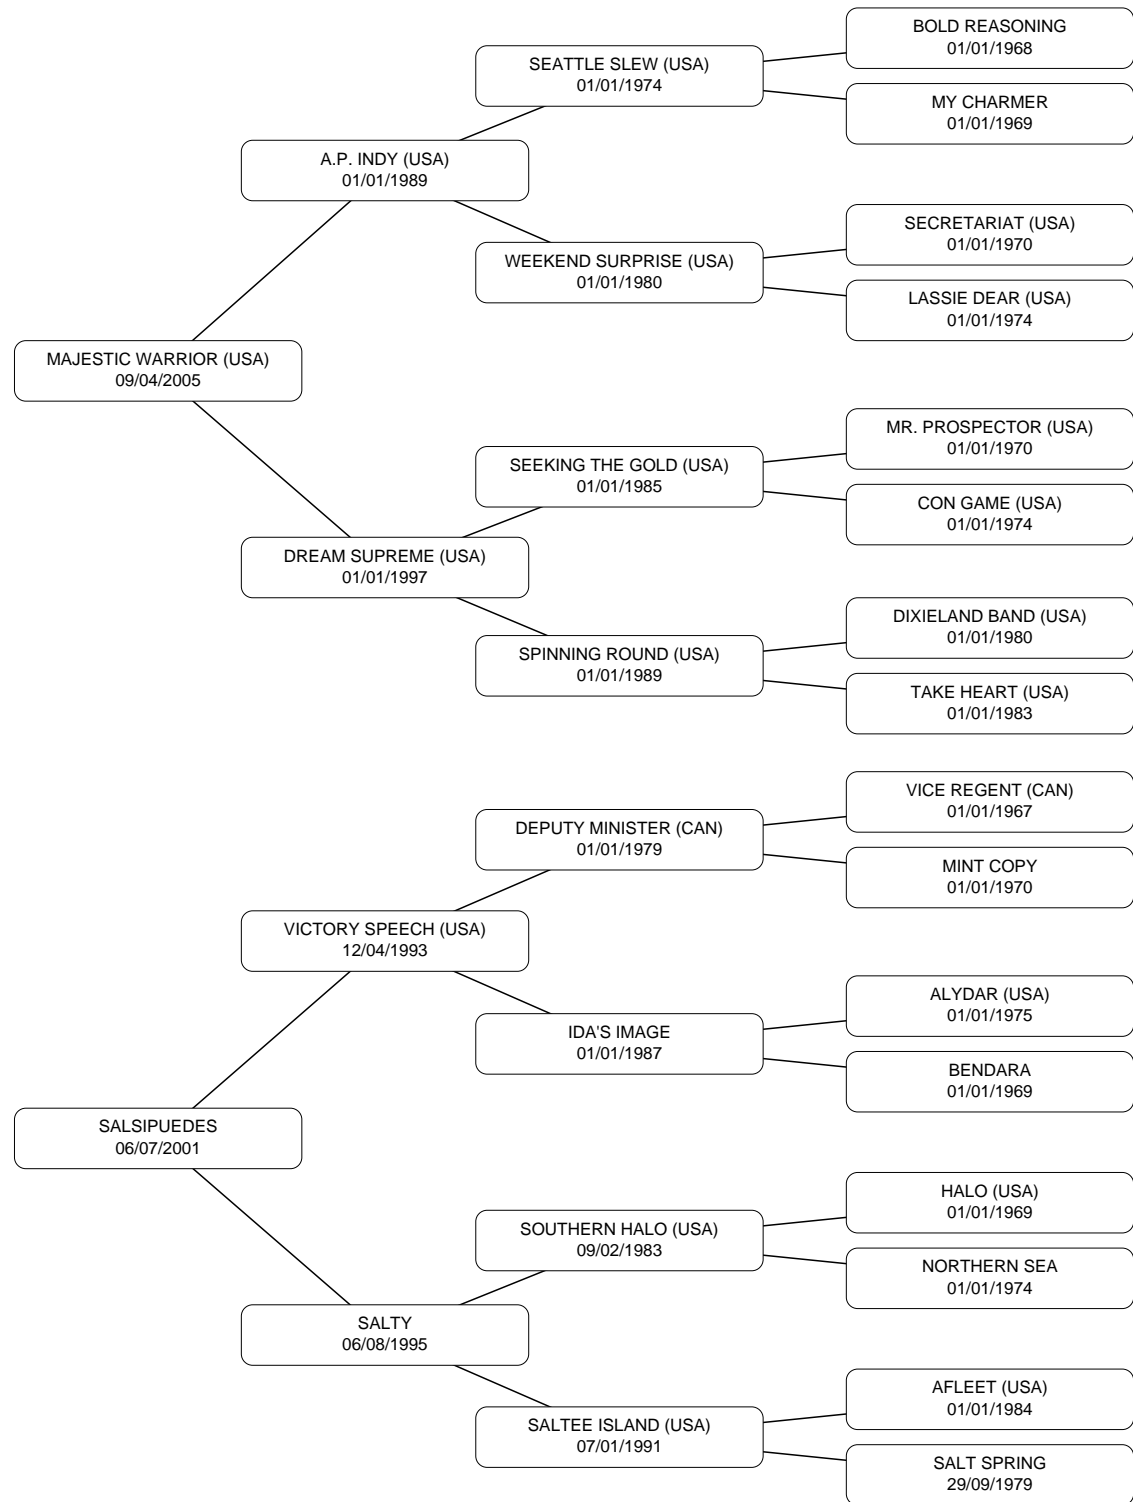 BOLD REASONING
01/01/1968
SEATTLE SLEW (USA)
01/01/1974
MY CHARMER
01/01/1969
A.P. INDY (USA)
01/01/1989
SECRETARIAT (USA)
01/01/1970
WEEKEND SURPRISE (USA)
01/01/1980
LASSIE DEAR (USA)
01/01/1974
MAJESTIC WARRIOR (USA)
09/04/2005
MR. PROSPECTOR (USA)
01/01/1970
SEEKING THE GOLD (USA)
01/01/1985
CON GAME (USA)
01/01/1974
DREAM SUPREME (USA)
01/01/1997
DIXIELAND BAND (USA)
01/01/1980
SPINNING ROUND (USA)
01/01/1989
TAKE HEART (USA)
01/01/1983
VICE REGENT (CAN)
01/01/1967
DEPUTY MINISTER (CAN)
01/01/1979
MINT COPY
01/01/1970
VICTORY SPEECH (USA)
12/04/1993
ALYDAR (USA)
01/01/1975
IDA'S IMAGE
01/01/1987
BENDARA
01/01/1969
SALSIPUEDES
06/07/2001
HALO (USA)
01/01/1969
SOUTHERN HALO (USA)
09/02/1983
NORTHERN SEA
01/01/1974
SALTY
06/08/1995
AFLEET (USA)
01/01/1984
SALTEE ISLAND (USA)
07/01/1991
SALT SPRING
29/09/1979